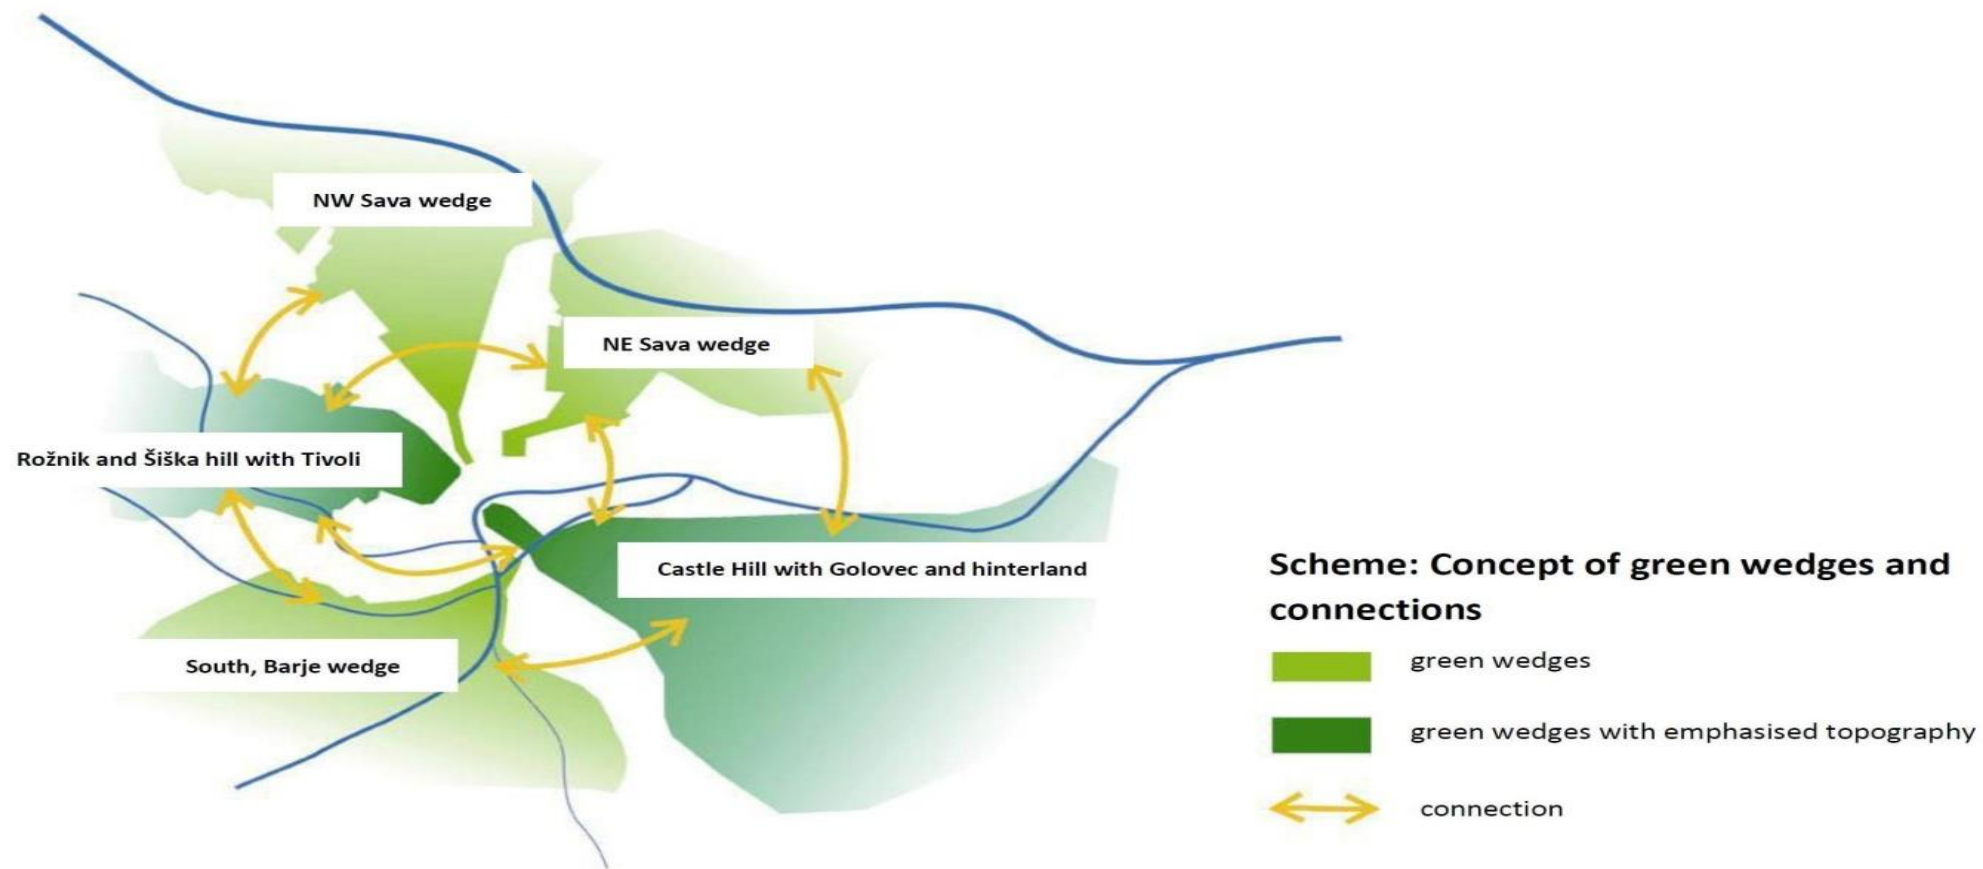 NW Sava wedge
NE Sava wedge
Rožnik and Šiška hill with Tivoli
Castle Hill with Golovec and hinterland
South, Barje wedge
Scheme: Concept of green wedges and
connections
green wedges
green wedges with emphasised topography
connection